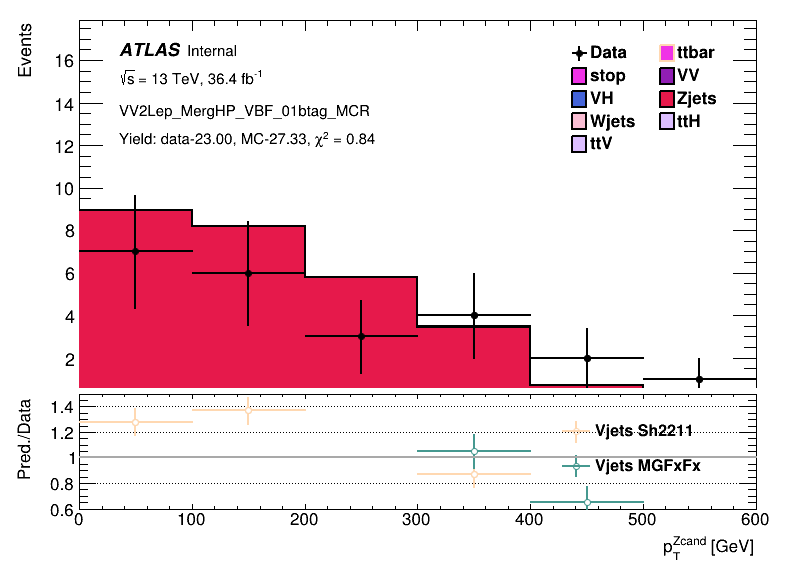 Events
ATLAS Internal
√s = 13 TeV, 36.4 fb⁻¹
VV2Lep_MergHP_VBF_01btag_MCR
Yield: data-23.00, MC-27.33, χ² = 0.84
Data
ttbar
stop
VV
VH
Zjets
Wjets
ttH
ttV
16
14
12
10
8
6
4
2
Pred./Data
1.4
1.2
1
0.8
0.6
Vjets Sh2211
Vjets MGFxFx
0 100 200 300 400 500 600
p_T^Zcand [GeV]